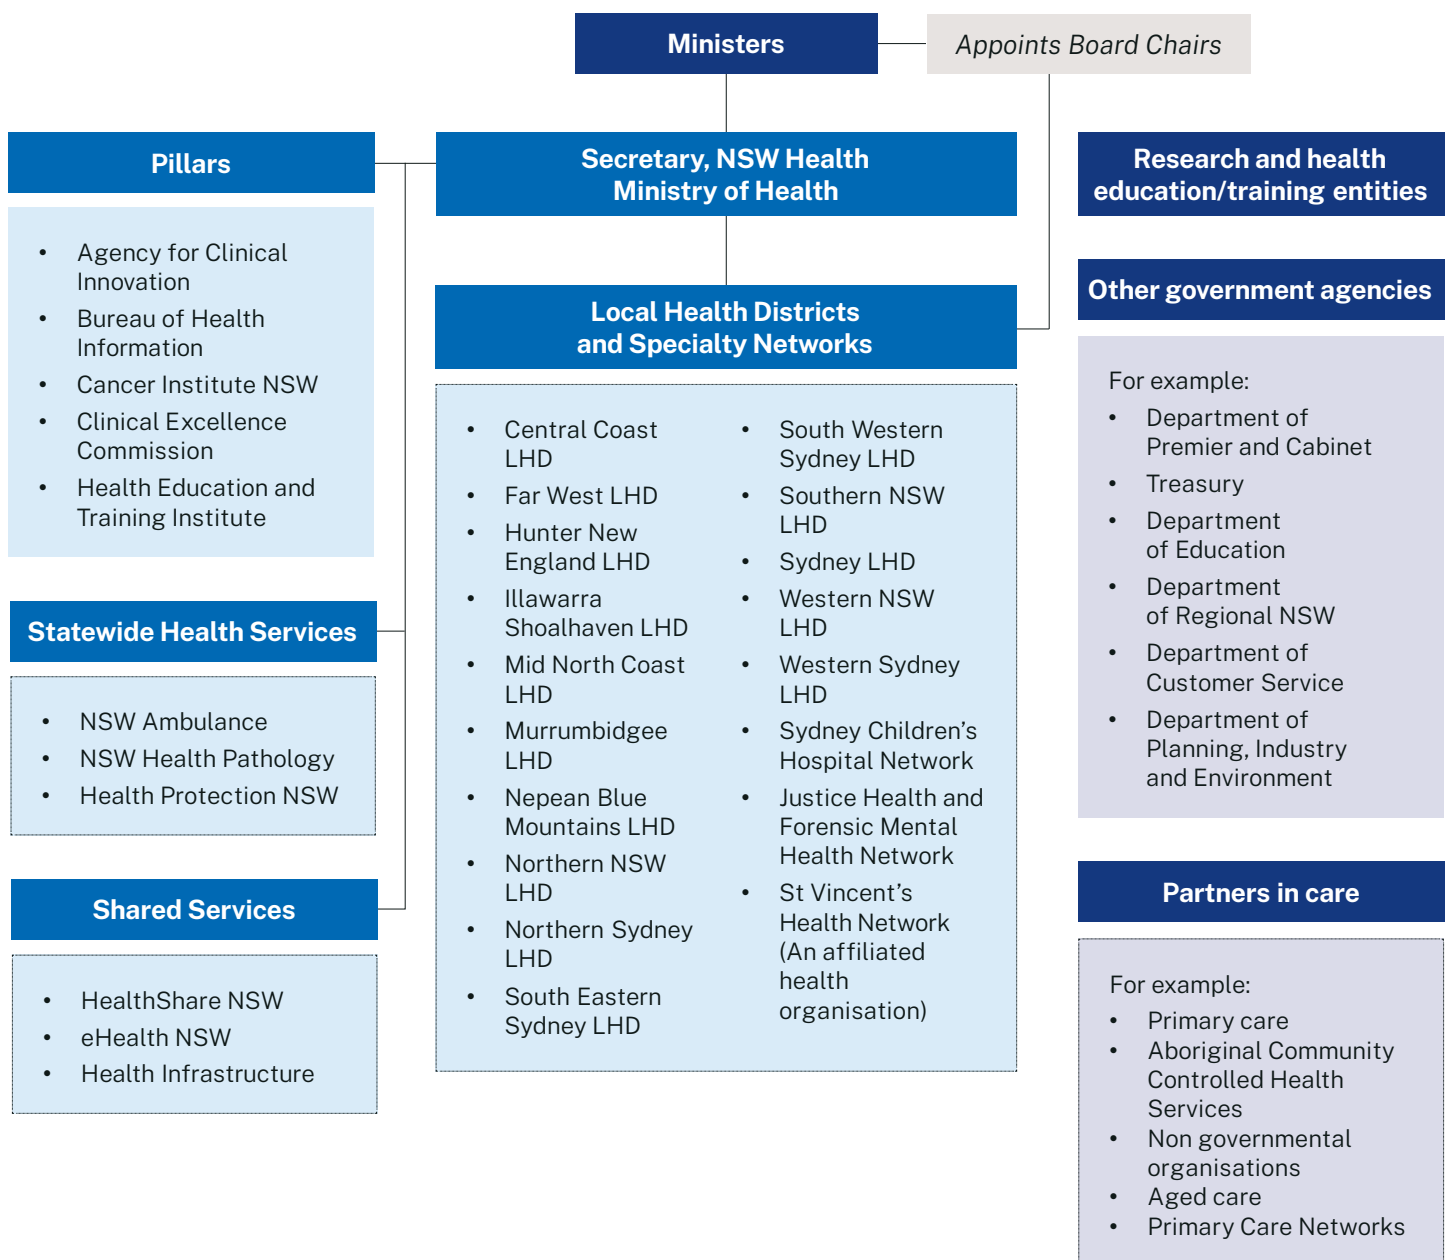 Ministers
Appoints Board Chairs
Pillars
• Agency for Clinical
Innovation
• Bureau of Health
Information
• Cancer Institute NSW
• Clinical Excellence
Commission
• Health Education and
Training Institute
Statewide Health Services
• NSW Ambulance
• NSW Health Pathology
• Health Protection NSW
Shared Services
• HealthShare NSW
• eHealth NSW
• Health Infrastructure
Secretary, NSW Health
Ministry of Health
Local Health Districts
and Specialty Networks
• Central Coast
LHD
• Far West LHD
• Hunter New
England LHD
• Illawarra
Shoalhaven LHD
• Mid North Coast
LHD
• Murrumbidgee
LHD
• Nepean Blue
Mountains LHD
• Northern NSW
LHD
• Northern Sydney
LHD
• South Eastern
Sydney LHD
• South Western
Sydney LHD
• Southern NSW
LHD
• Sydney LHD
• Western NSW
LHD
• Western Sydney
LHD
• Sydney Children’s
Hospital Network
• Justice Health and
Forensic Mental
Health Network
• St Vincent’s
Health Network
(An affiliated
health
organisation)
Research and health
education/training entities
Other government agencies
For example:
• Department of
Premier and Cabinet
• Treasury
• Department
of Education
• Department
of Regional NSW
• Department of
Customer Service
• Department of
Planning, Industry
and Environment
Partners in care
For example:
• Primary care
• Aboriginal Community
Controlled Health
Services
• Non governmental
organisations
• Aged care
• Primary Care Networks